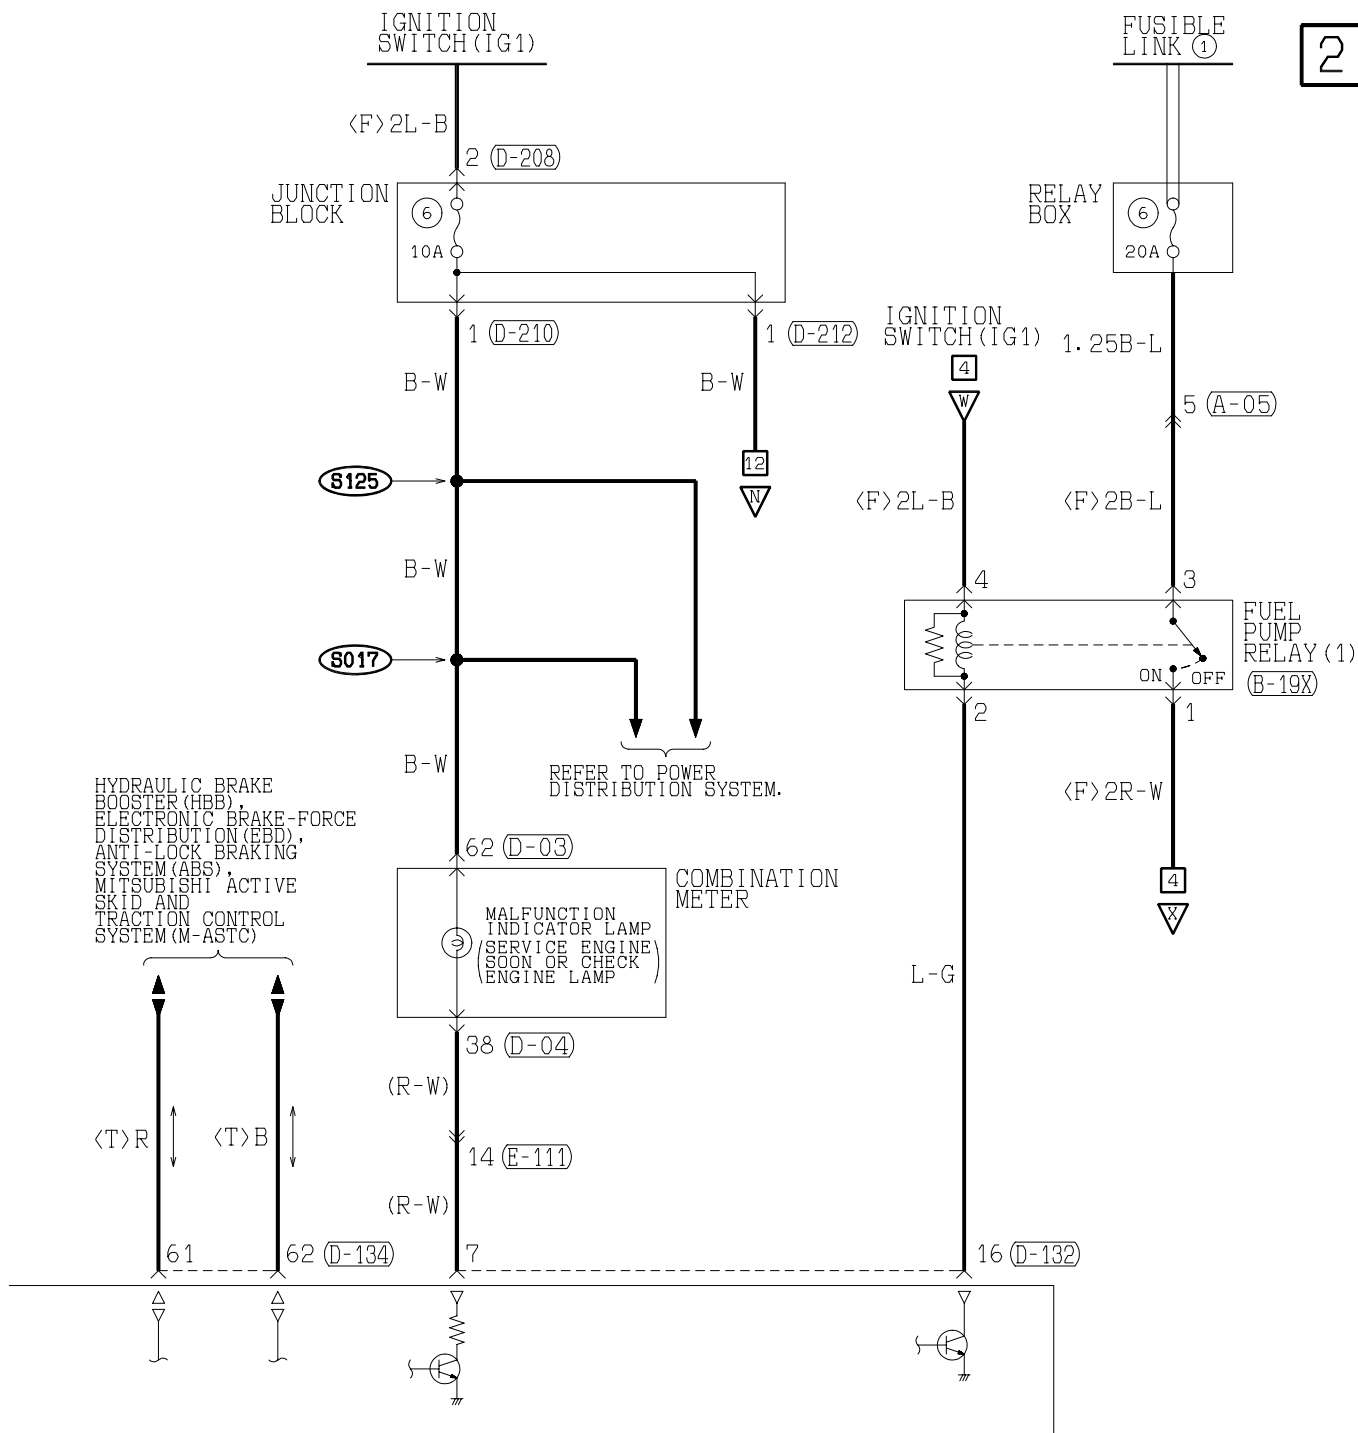 IGNITION
SWITCH(IG1)
FUSIBLE
LINK 1
2
<F>2L-B
2 (D-208)
JUNCTION
BLOCK
6
10A
RELAY
BOX
6
20A
1 (D-210)
1 (D-212)
IGNITION
SWITCH(IG1)
1.25B-L
4
W
B-W
B-W
5 (A-05)
12
N
S125
<F>2L-B
<F>2B-L
B-W
4
3
FUEL
PUMP
RELAY(1)
(B-19X)
ON
OFF
S017
2
1
B-W
REFER TO POWER
DISTRIBUTION SYSTEM.
<F>2R-W
HYDRAULIC BRAKE
BOOSTER(HBB),
ELECTRONIC BRAKE-FORCE
DISTRIBUTION(EBD),
ANTI-LOCK BRAKING
SYSTEM(ABS),
MITSUBISHI ACTIVE
SKID AND
TRACTION CONTROL
SYSTEM(M-ASTC)
62 (D-03)
COMBINATION
METER
4
X
MALFUNCTION
INDICATOR LAMP
(SERVICE ENGINE
SOON OR CHECK
ENGINE LAMP)
L-G
38 (D-04)
(R-W)
<T>R
<T>B
14 (E-111)
(R-W)
61
62 (D-134)
7
16 (D-132)